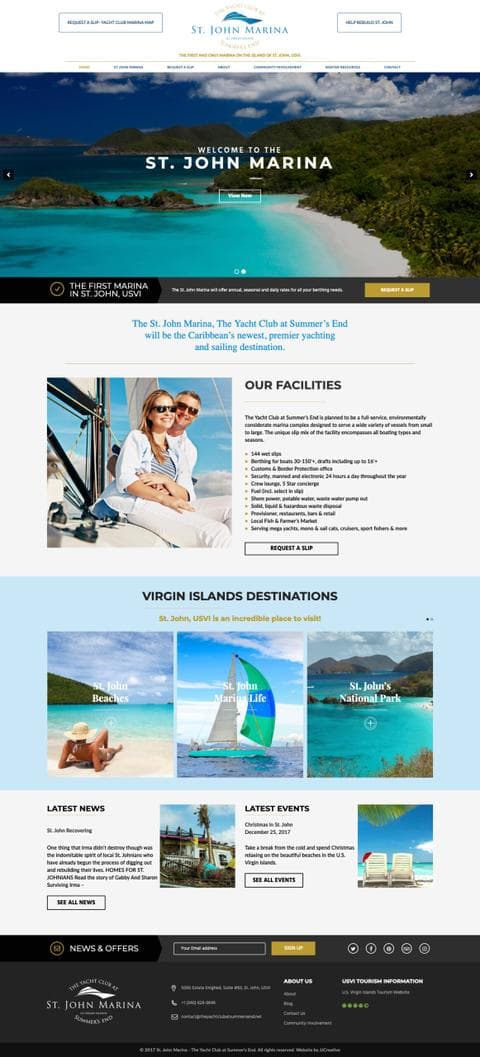 REQUEST A SLIP- YACHT CLUB MARINA MAP
THE YACHT CLUB AT
ST. JOHN MARINA
SUMMER'S END
HELP REBUILD ST. JOHN
THE FIRST AND ONLY MARINA ON THE ISLAND OF ST. JOHN, USVI.
HOME
ST JOHN MARINA
REQUEST A SLIP
ABOUT
COMMUNITY INVOLVEMENT
BOATER RESOURCES
CONTACT
WELCOME TO THE
ST. JOHN MARINA
View Now
THE FIRST MARINA
IN ST. JOHN, USVI
The St. John Marina will offer annual, seasonal and daily rates for all your berthing needs.
REQUEST A SLIP
The St. John Marina, The Yacht Club at Summer's End
will be the Caribbean's newest, premier yachting
and sailing destination.
OUR FACILITIES
The Yacht Club at Summer's End is planned to be a full-service, environmentally
considerate marina complex designed to serve a wide variety of vessels from small
to large. The unique slip mix of the facility encompasses all boating types and
seasons.
144 wet slips
Berthing for boats 30-150'+, drafts including up to 16'+
Customs & Border Protection office
Security, manned and electronic 24 hours a day throughout the year
Crew lounge, 5 Star concierge
Fuel (incl. select in slip)
Shore power, potable water, waste water pump out
Solid, liquid & hazardous waste disposal
Provisioner, restaurants, bars & retail
Local Fish & Farmer's Market
Serving mega yachts, mono & sail cats, cruisers, sport fishers & more
REQUEST A SLIP
VIRGIN ISLANDS DESTINATIONS
St. John, USVI is an incredible place to visit!
St. John
Beaches
St. John
Marine Life
St. John's
National Park
LATEST NEWS
St. John Recovering
One thing that Irma didn't destroy though was
the indomitable spirit of local St. Johnians who
have already begun the process of digging out
and rebuilding their lives. HOMES FOR ST.
JOHNIANS Read the story of Gabby And Sharon
Surviving Irma –
SEE ALL NEWS
LATEST EVENTS
Christmas in St. John
December 25, 2017
Take a break from the cold and spend Christmas
relaxing on the beautiful beaches in the U.S.
Virgin Islands.
SEE ALL EVENTS
NEWS & OFFERS
Your Email address
SIGN UP
THE YACHT CLUB AT
ST. JOHN MARINA
SUMMER'S END
ABOUT US
About
Blog
Contact us
Community Involvement
USVI TOURISM INFORMATION
U.S. Virgin Islands Tourism Website
© 2017 St. John Marina - The Yacht Club at Summer's End. All rights reserved. Website by JJCreative